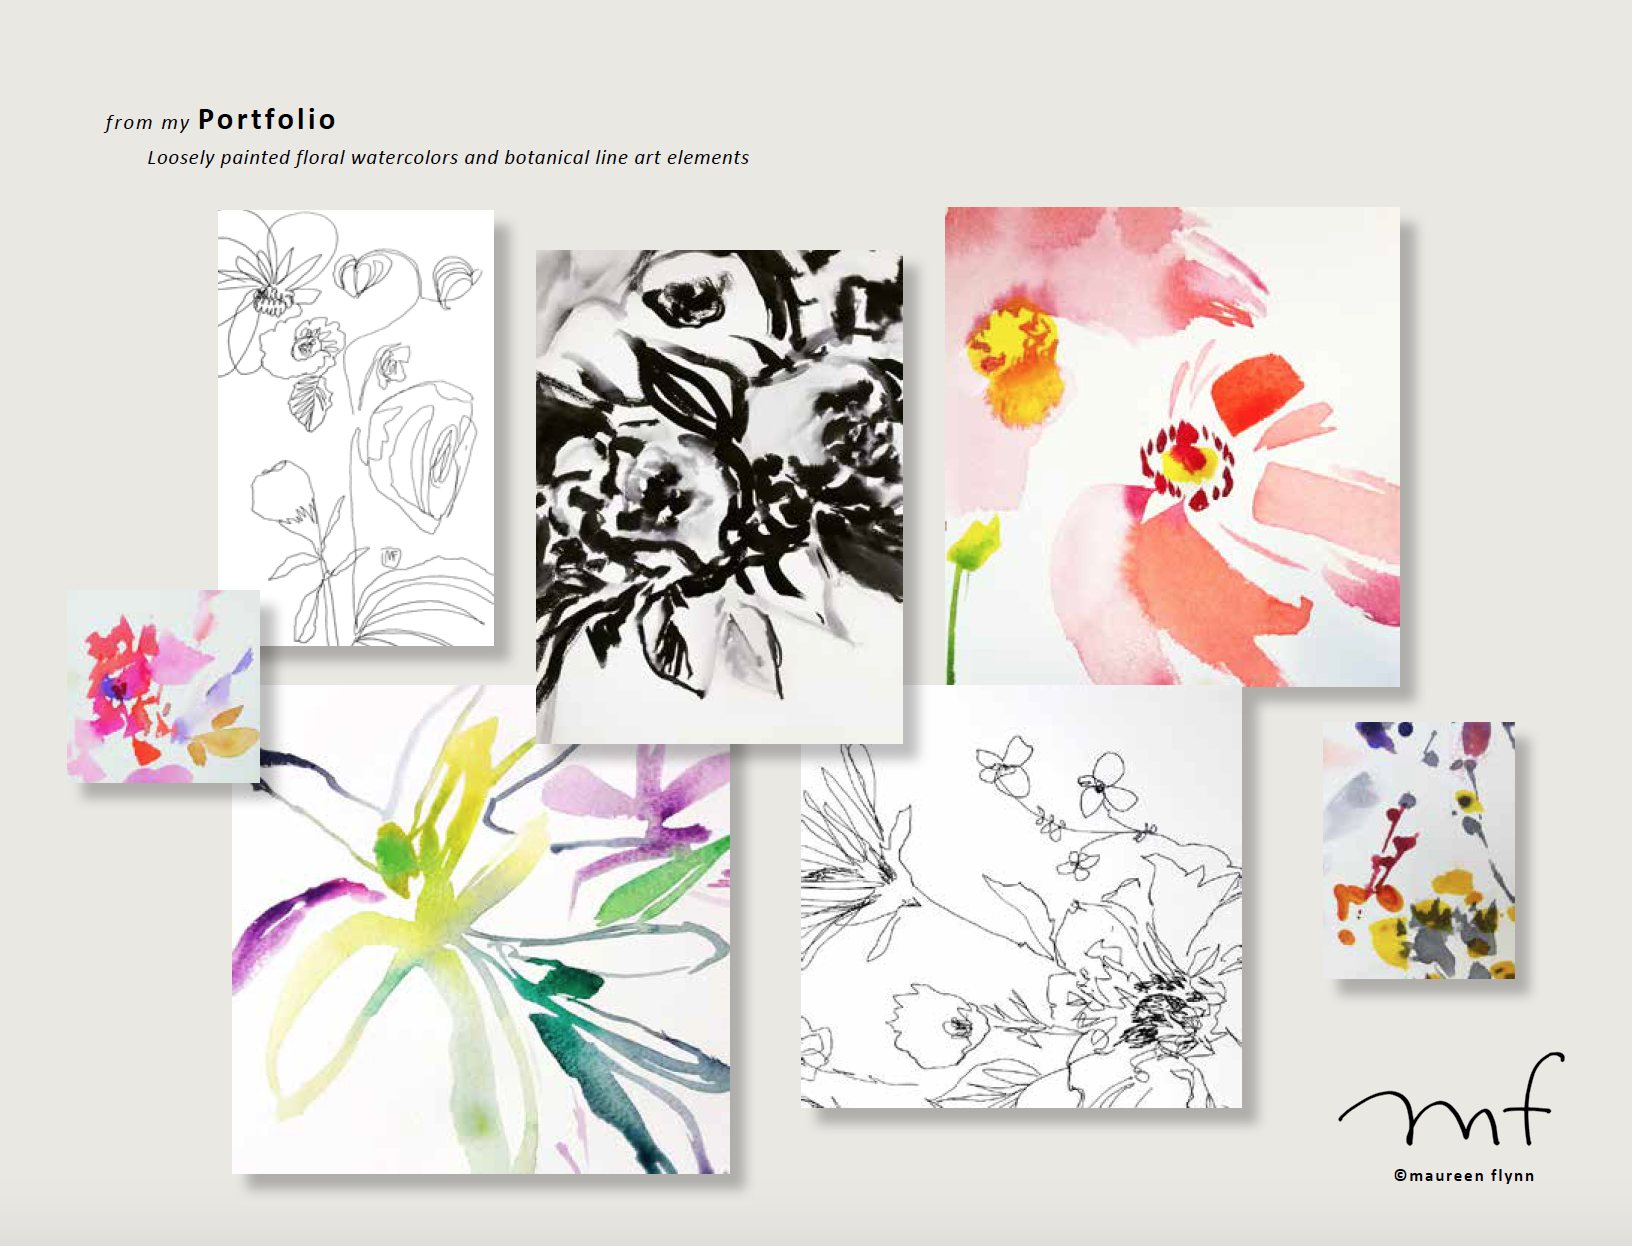 from my Portfolio
Loosely painted floral watercolors and botanical line art elements
MF
mf
©maureen flynn